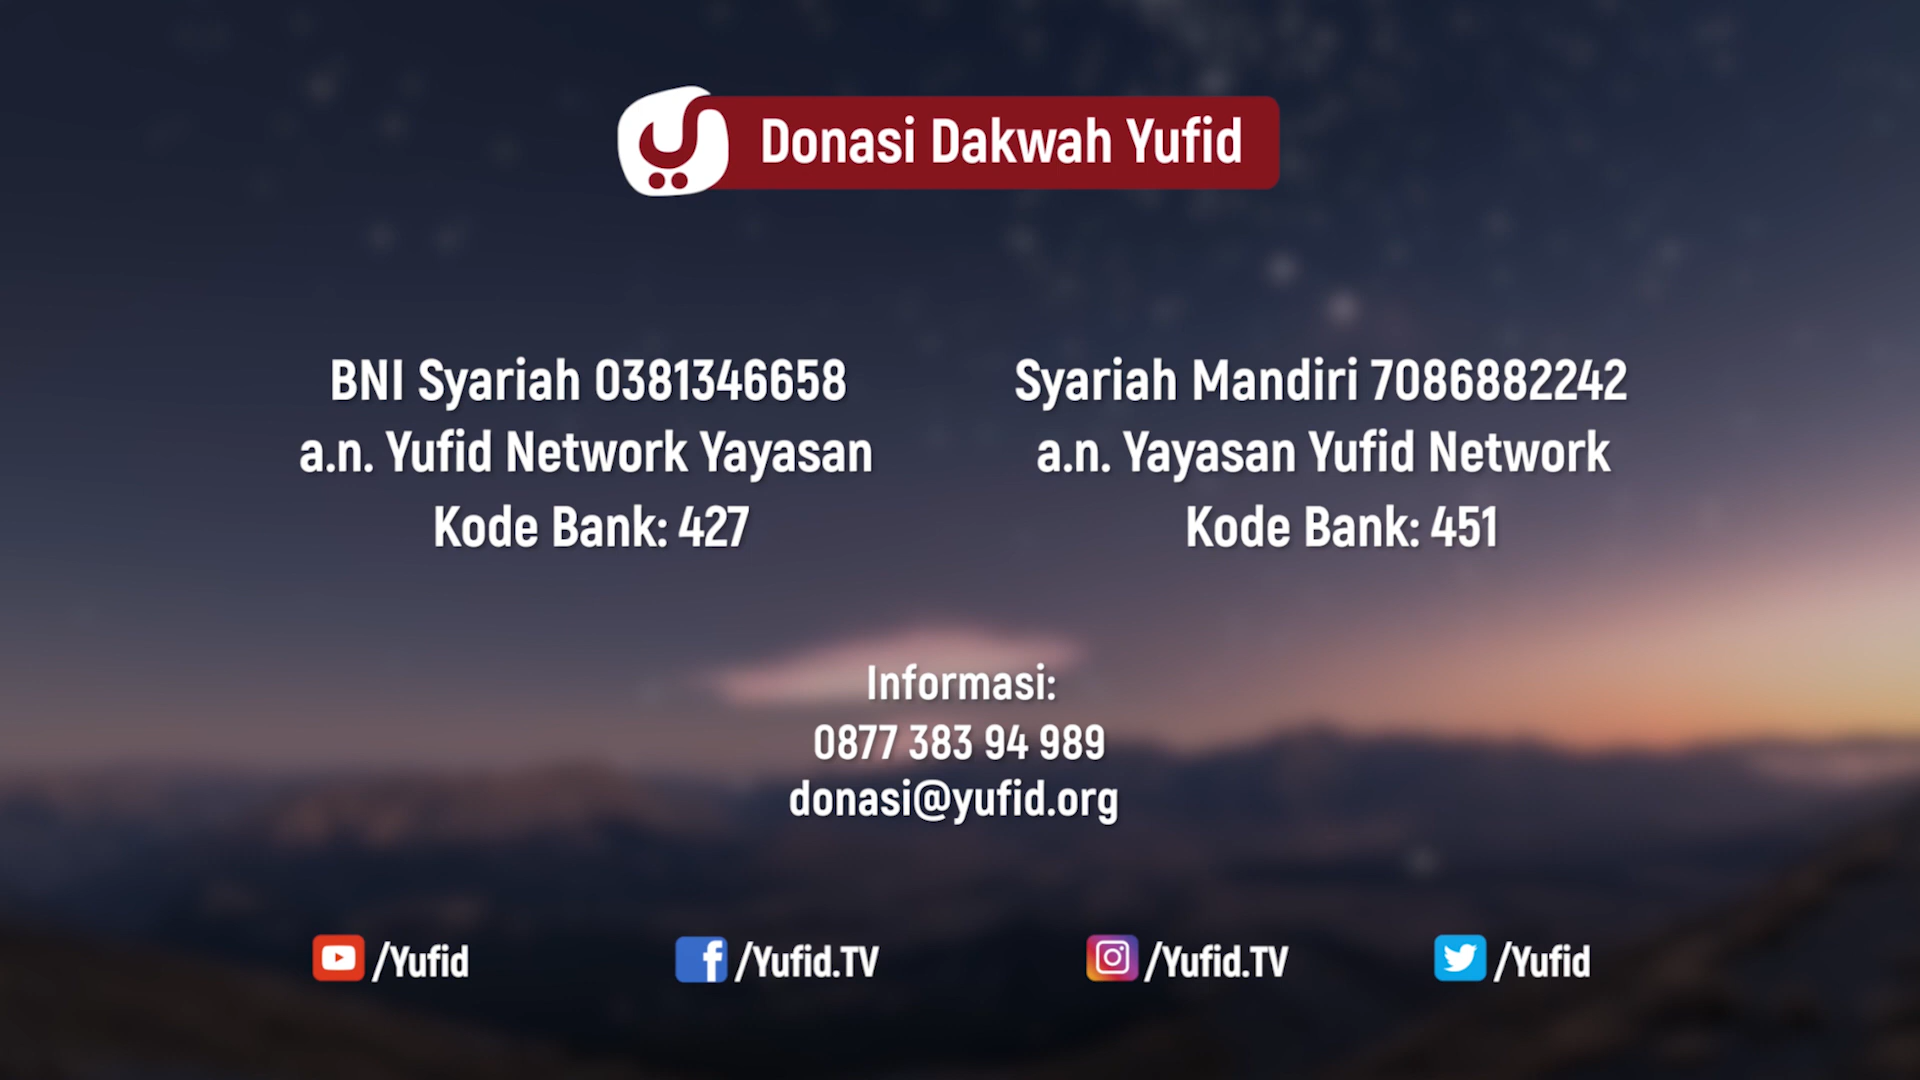 Donasi Dakwah Yufid
BNI Syariah 0381346658
a.n. Yufid Network Yayasan
Kode Bank: 427
Syariah Mandiri 7086882242
a.n. Yayasan Yufid Network
Kode Bank: 451
Informasi:
0877 383 94 989
donasi@yufid.org
/Yufid
/Yufid.TV
/Yufid.TV
/Yufid